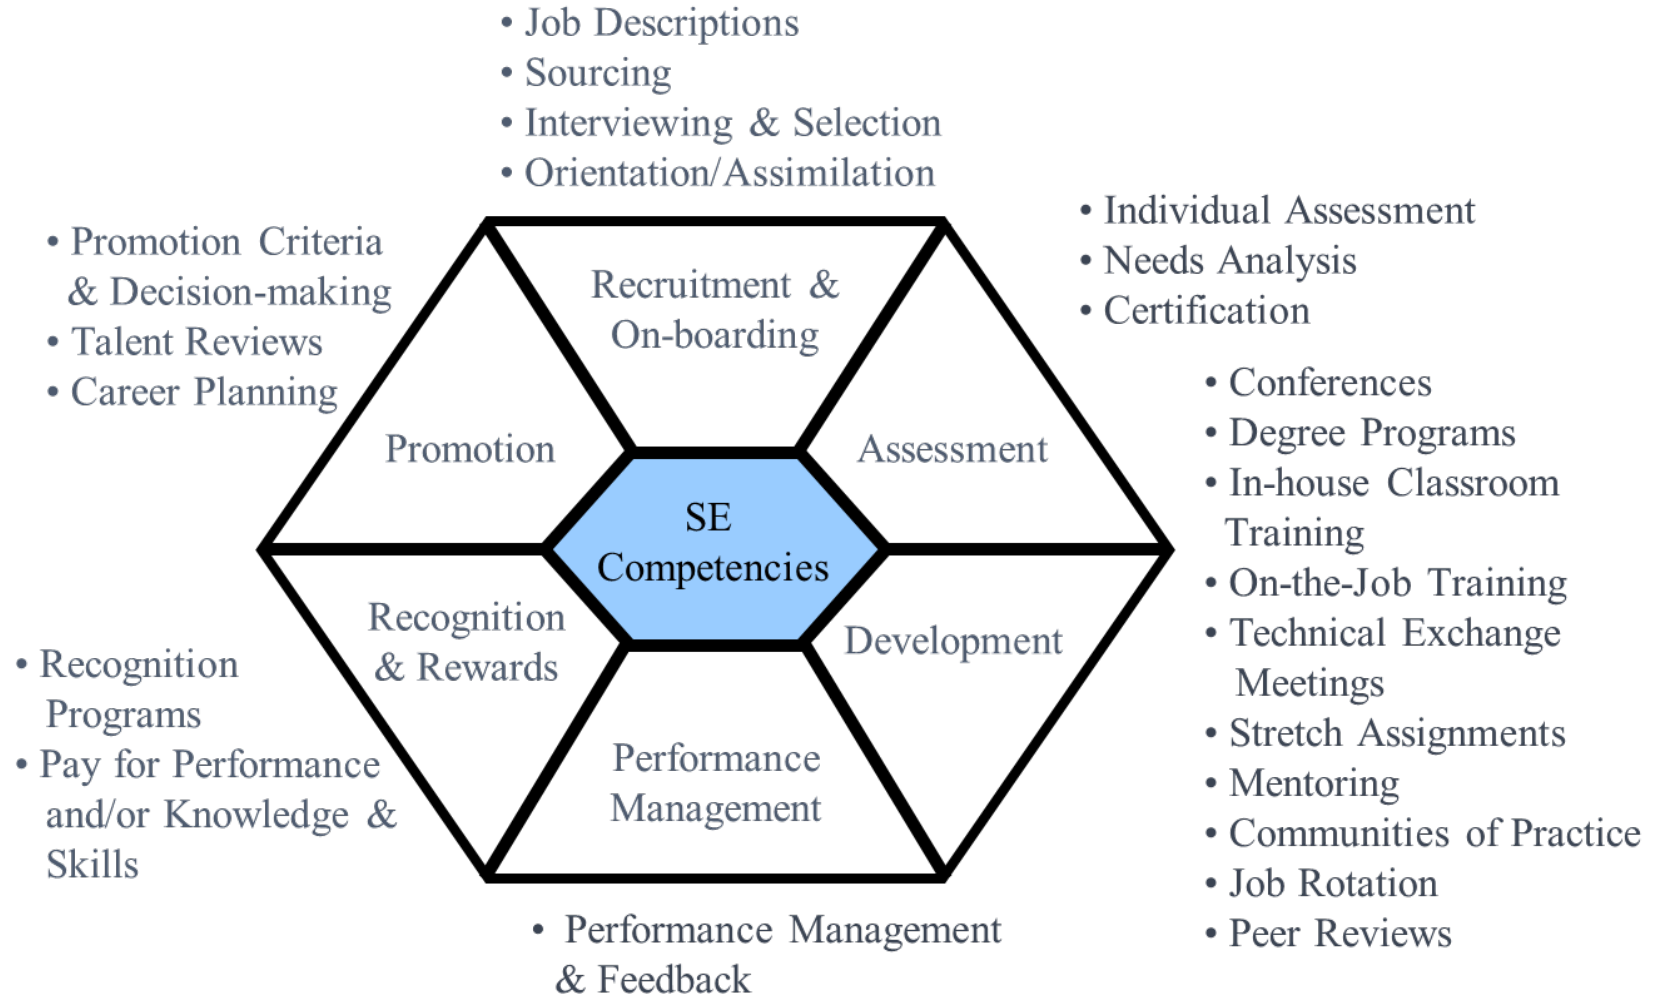 • Job Descriptions
• Sourcing
• Interviewing & Selection
• Orientation/Assimilation
• Individual Assessment
• Needs Analysis
• Certification
• Promotion Criteria
& Decision-making
• Talent Reviews
• Career Planning
Recruitment &
On-boarding
Promotion
Assessment
SE
Competencies
Recognition
& Rewards
Development
Performance
Management
• Conferences
• Degree Programs
• In-house Classroom
Training
• On-the-Job Training
• Technical Exchange
Meetings
• Stretch Assignments
• Mentoring
• Communities of Practice
• Job Rotation
• Peer Reviews
• Recognition
Programs
• Pay for Performance
and/or Knowledge &
Skills
• Performance Management
& Feedback